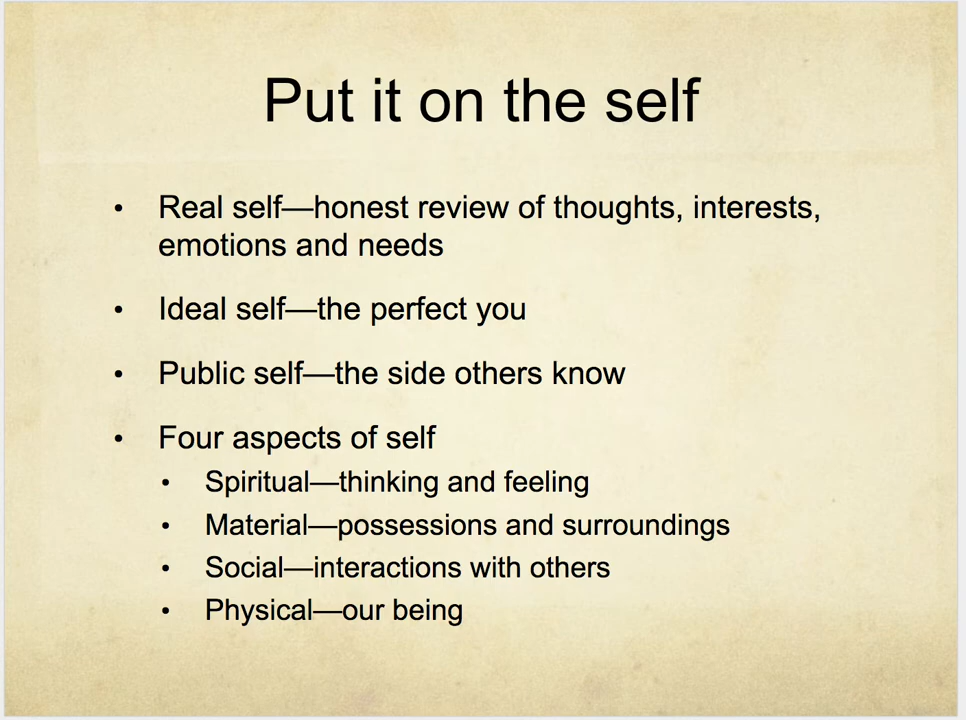 Put it on the self
• Real self—honest review of thoughts, interests,
emotions and needs
• Ideal self—the perfect you
• Public self—the side others know
• Four aspects of self
• Spiritual—thinking and feeling
• Material—possessions and surroundings
• Social—interactions with others
• Physical—our being